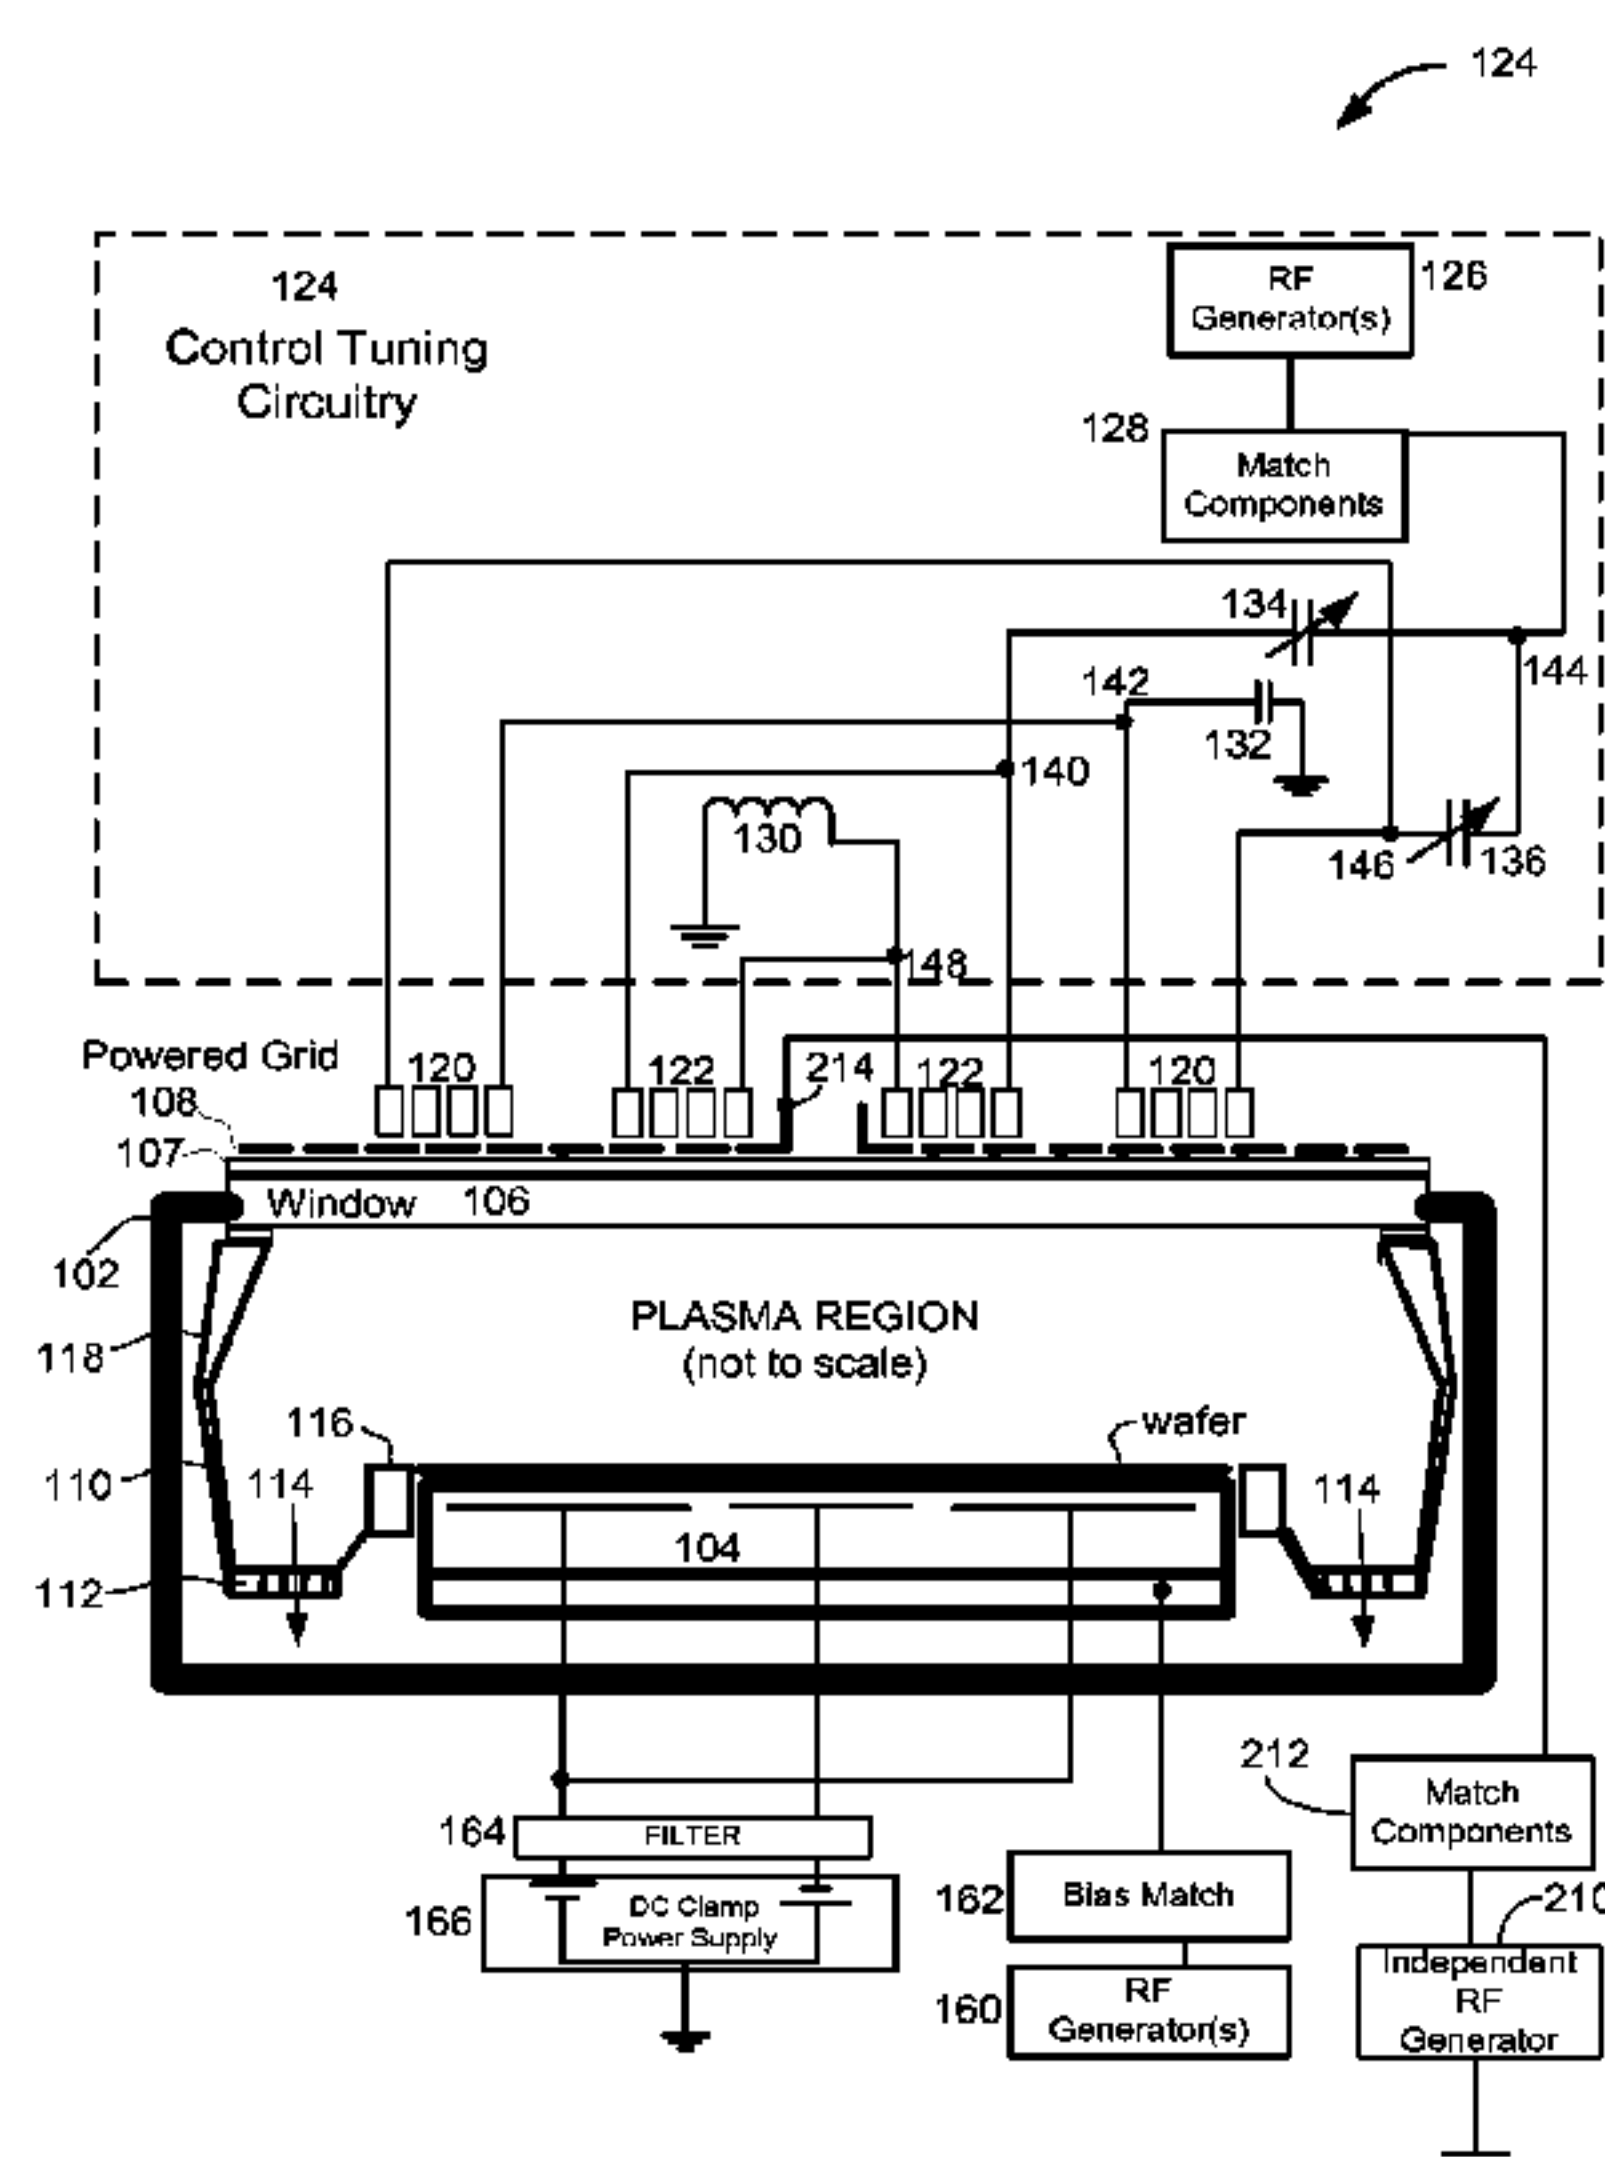 124
124
Control Tuning
Circuitry
RF
Generator(s)
126
128
Match
Components
134
144
142
132
140
130
146
136
148
Powered Grid
120
122
214
122
120
108
107
Window
106
102
PLASMA REGION
(not to scale)
118
116
wafer
110
114
114
104
112
212
Match
Components
164
FILTER
162
Bias Match
210
166
DC Clamp
Power Supply
Independent
RF
Generator
160
RF
Generator(s)